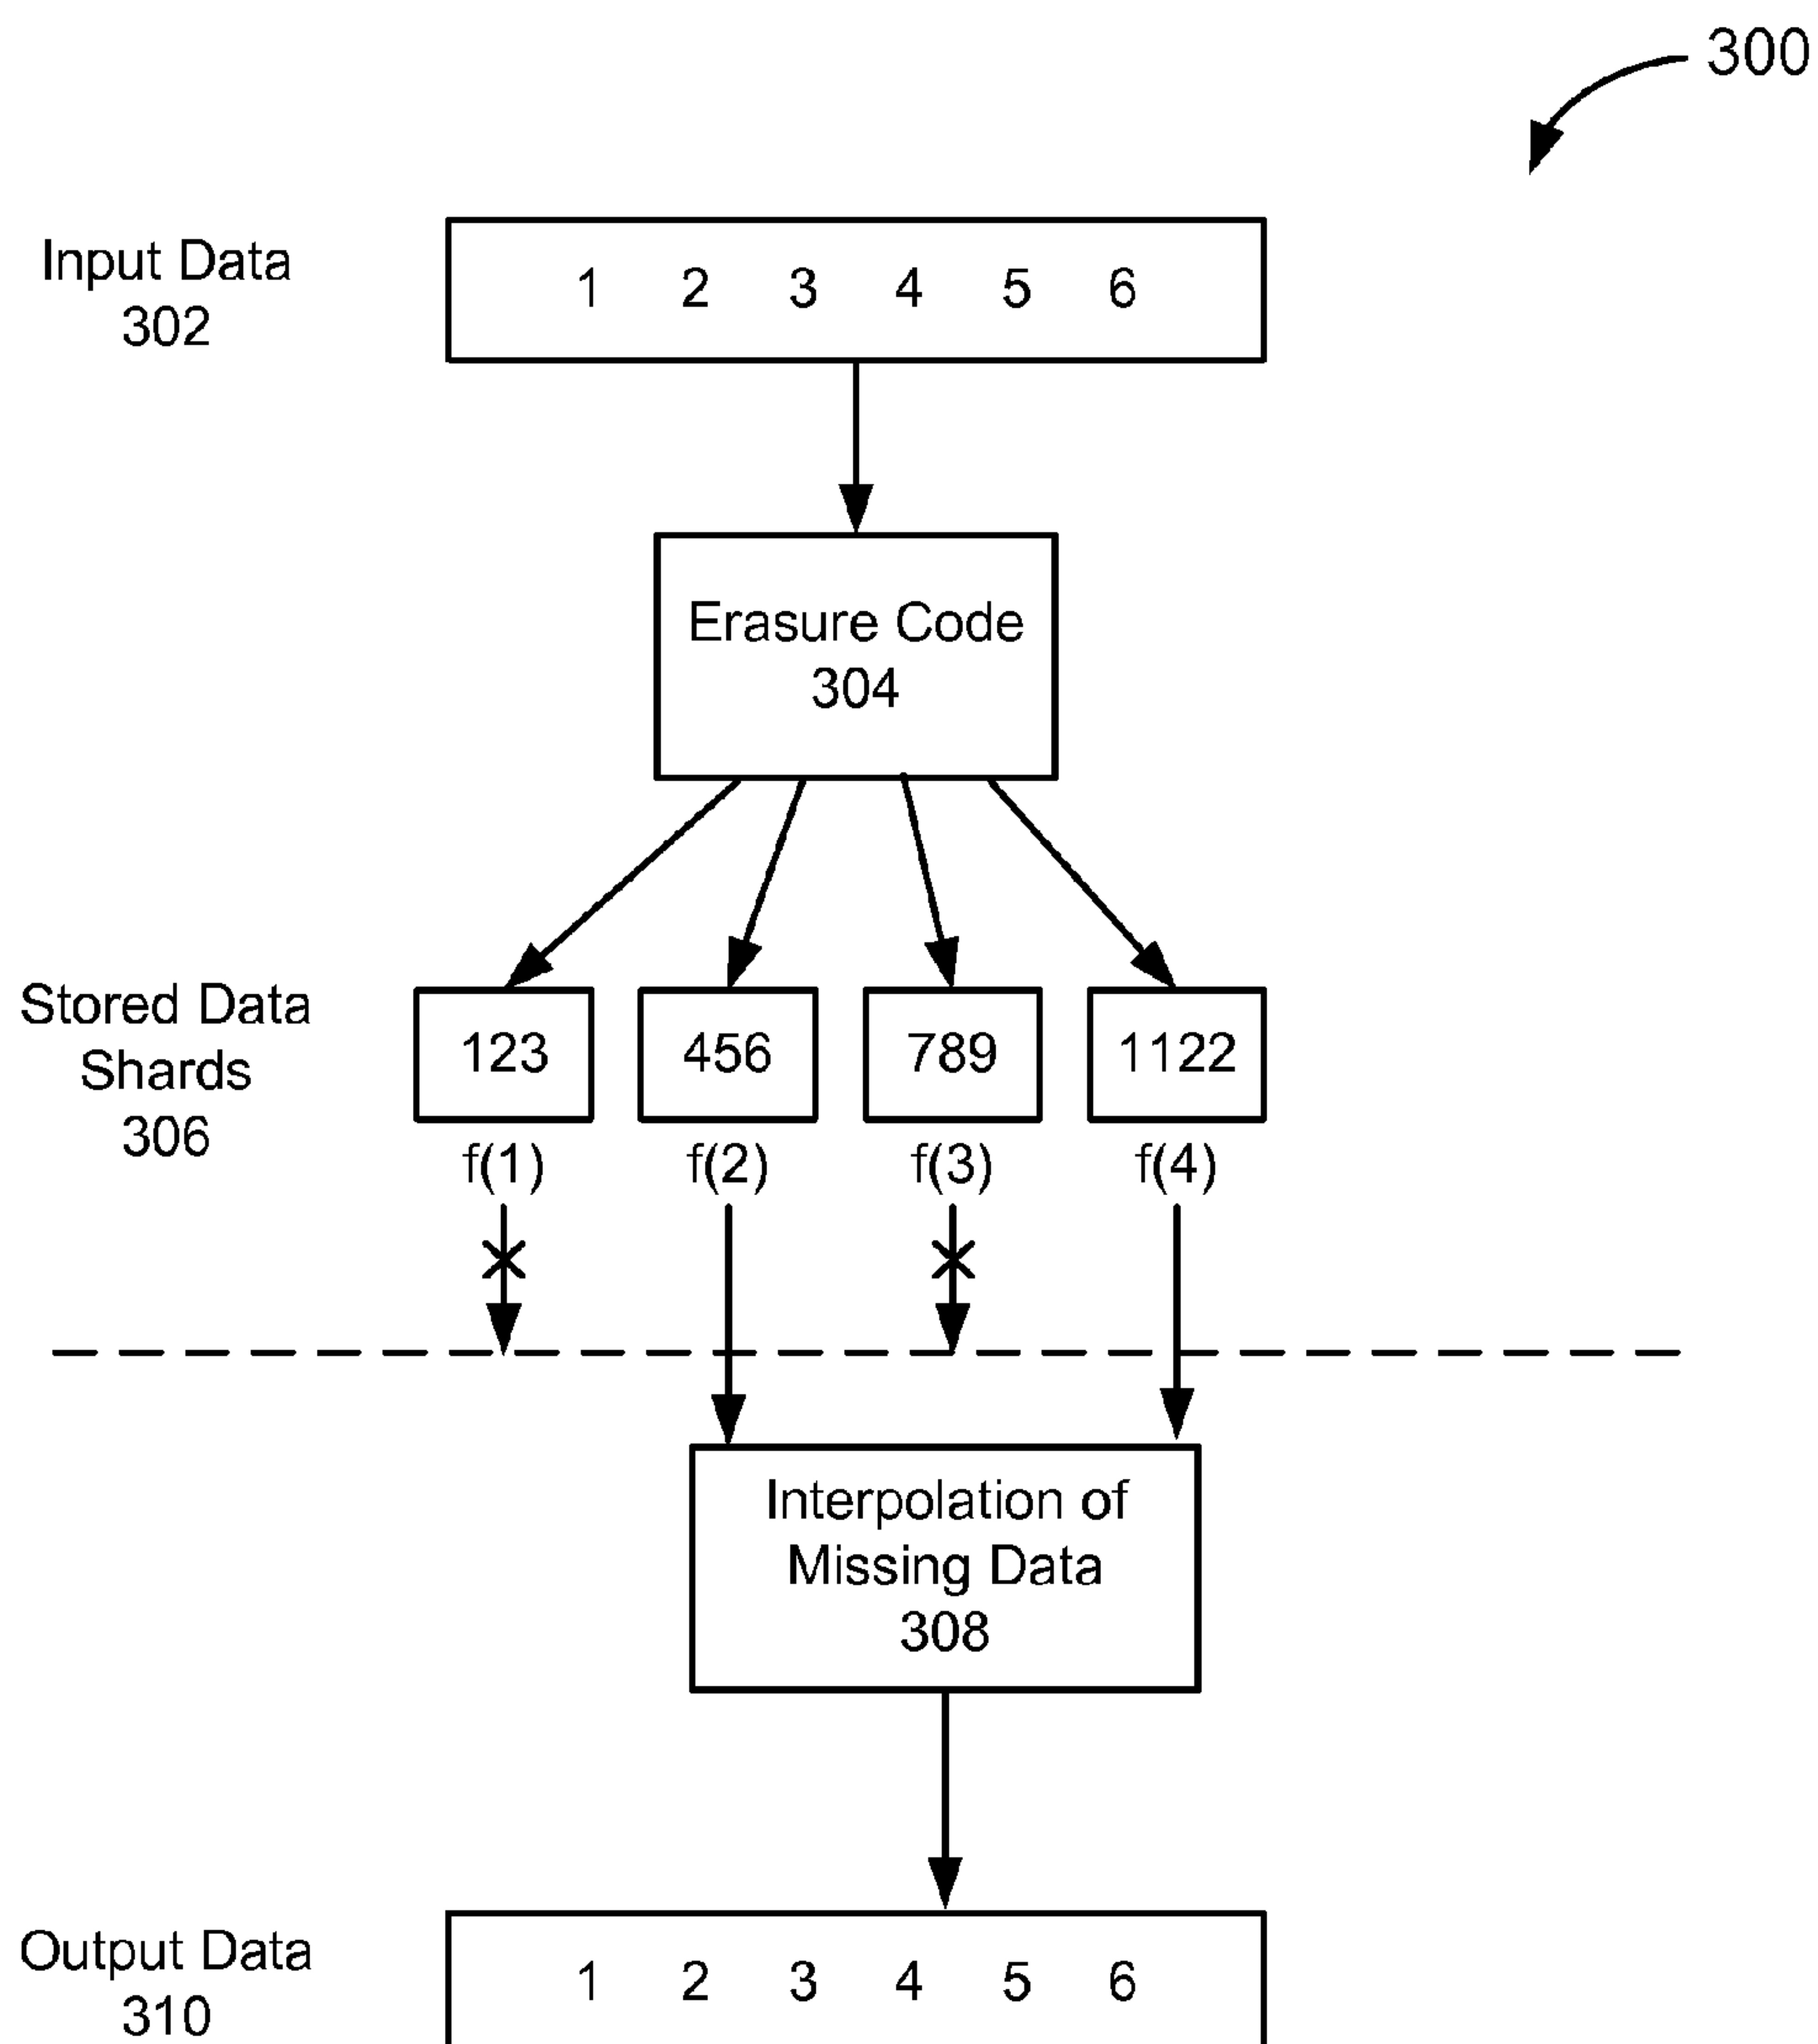 300
Input Data
302
1 2 3 4 5 6
Erasure Code
304
Stored Data
Shards
306
123 456 789 1122
f(1) f(2) f(3) f(4)
Interpolation of
Missing Data
308
Output Data
310
1 2 3 4 5 6